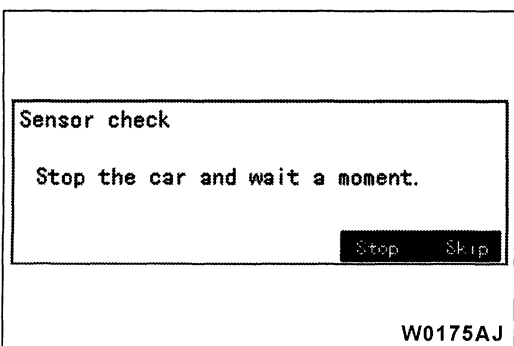 Sensor check
Stop the car and wait a moment.
Stop Skip
W0175AJ